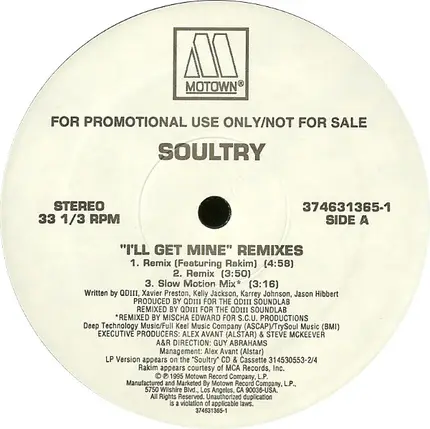 MOTOWN®
FOR PROMOTIONAL USE ONLY/NOT FOR SALE
SOULTRY
STEREO
33 1/3 RPM
374631365-1
SIDE A
"I'LL GET MINE" REMIXES
1. Remix (Featuring Rakim) (4:58)
2. Remix (3:50)
3. Slow Motion Mix* (3:16)
Written by QDIII, Xavier Preston, Kelly Jackson, Karrey Johnson, Jason Hibbert
PRODUCED BY QDIII FOR THE QDIII SOUNDLAB
REMIXED BY QDIII FOR THE QDIII SOUNDLAB
*REMIXED BY MISCHA EDWARD FOR S.C.U. PRODUCTIONS
Deep Technology Music/Full Keel Music Company (ASCAP)/TrySoul Music (BMI)
EXECUTIVE PRODUCERS: ALEX AVANT (ALSTAR) & STEVE MCKEEVER
A&R DIRECTION: GUY ABRAHAMS
Management: Alex Avant (Alstar)
LP Version appears on the "Soultry" CD & Cassette 314530553-2/4
Rakim appears courtesy of MCA Records, Inc.
℗ © 1995 Motown Record Company, L.P.
Manufactured and Marketed By Motown Record Company, L.P.,
5750 Wilshire Blvd., Los Angeles, CA 90036-USA.
All Rights Reserved. Unauthorized duplication
is a violation of applicable laws.
374631365-1